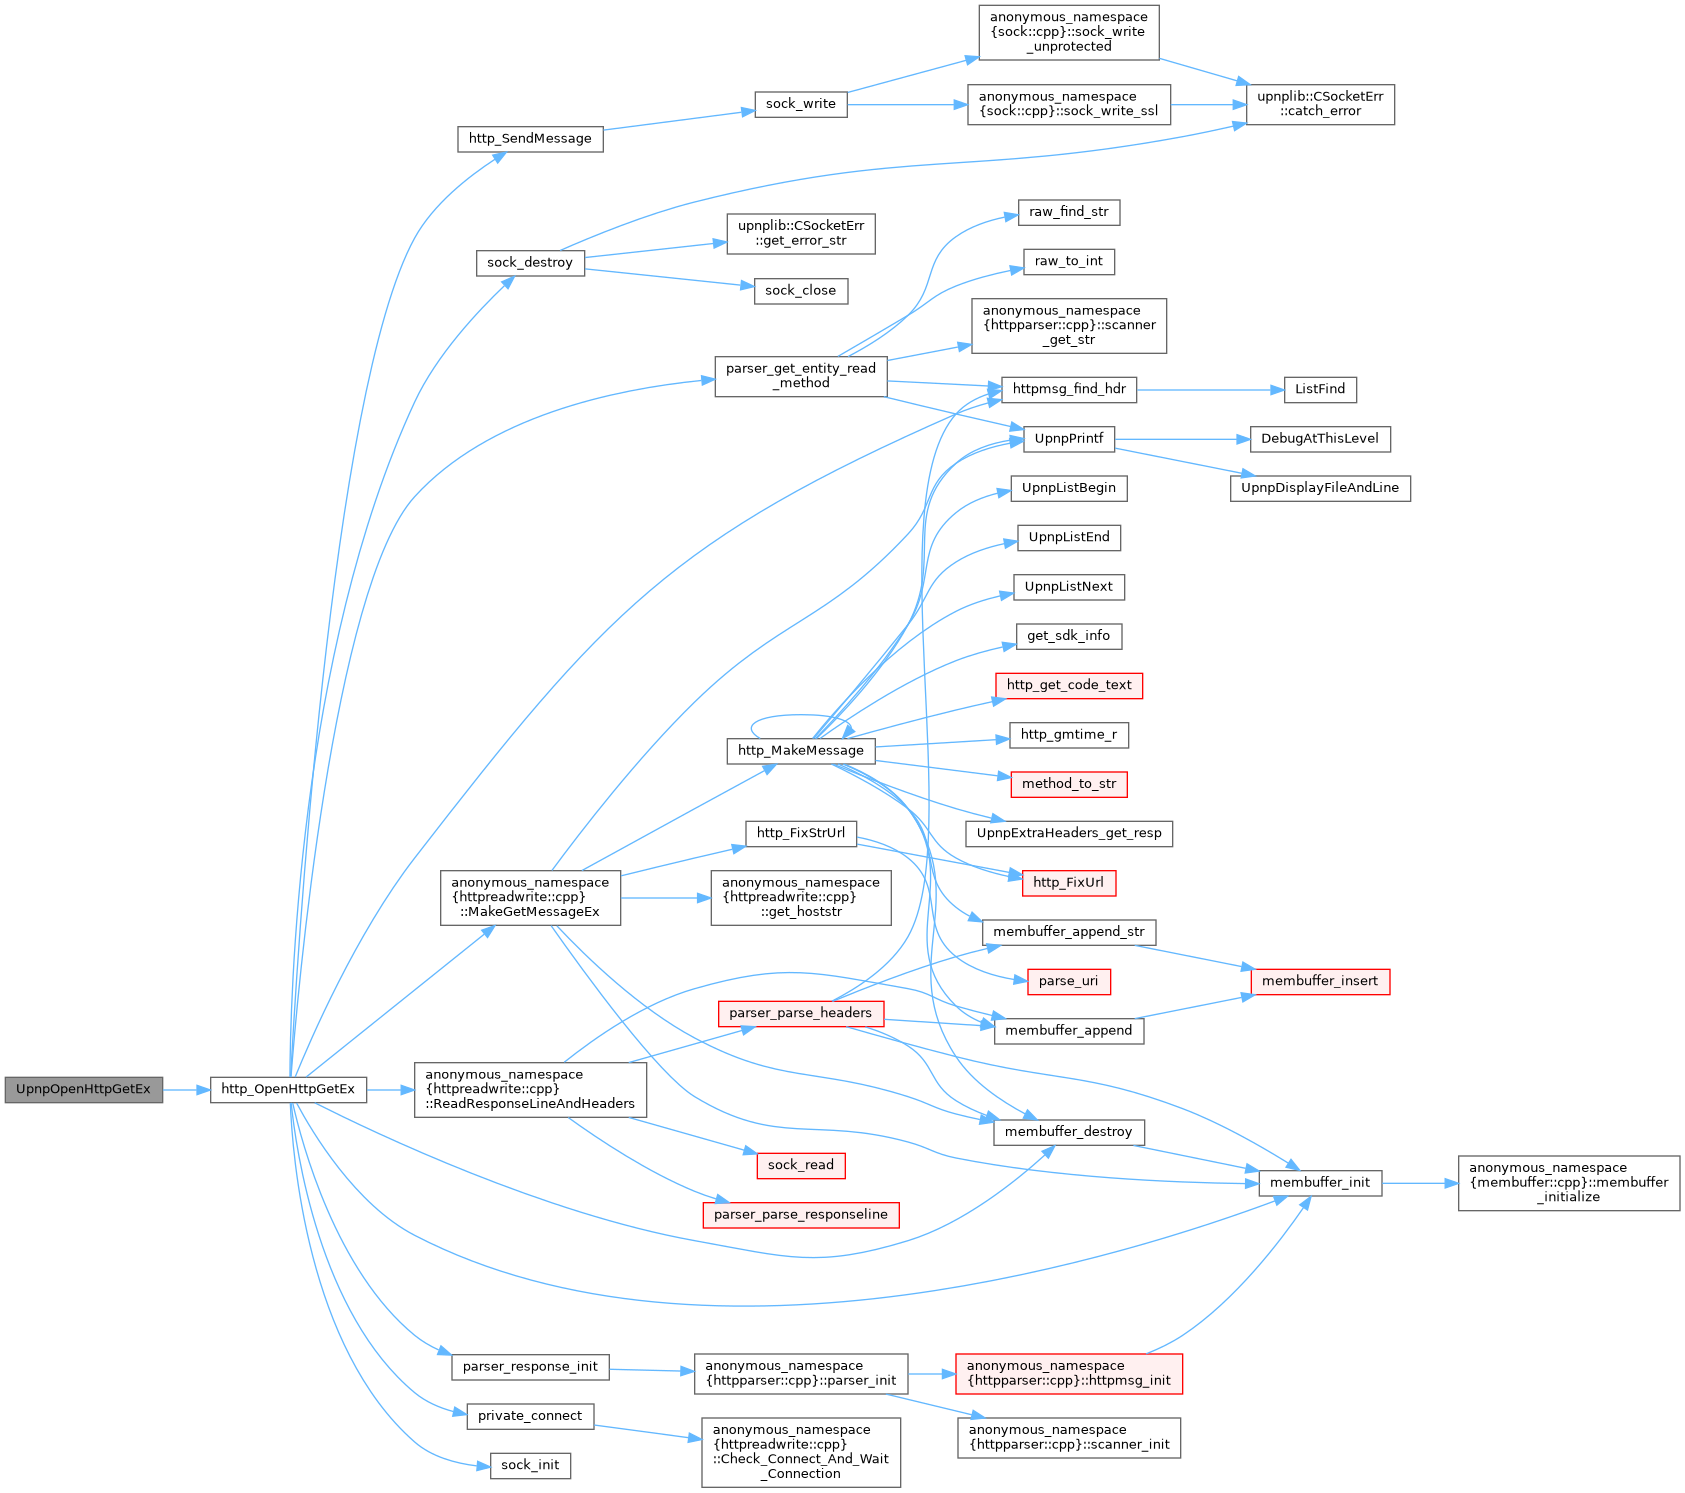 anonymous_namespace
{sock::cpp}::sock_write
_unprotected
sock_write
anonymous_namespace
{sock::cpp}::sock_write_ssl
upnplib::CSocketErr
::catch_error
http_SendMessage
raw_find_str
upnplib::CSocketErr
::get_error_str
sock_destroy
raw_to_int
sock_close
anonymous_namespace
{httpparser::cpp}::scanner
_get_str
parser_get_entity_read
_method
httpmsg_find_hdr
ListFind
UpnpPrintf
DebugAtThisLevel
UpnpDisplayFileAndLine
UpnpListBegin
UpnpListEnd
UpnpListNext
get_sdk_info
http_get_code_text
http_gmtime_r
http_MakeMessage
method_to_str
UpnpExtraHeaders_get_resp
http_FixStrUrl
http_FixUrl
anonymous_namespace
{httpreadwrite::cpp}
::MakeGetMessageEx
anonymous_namespace
{httpreadwrite::cpp}
::get_hoststr
membuffer_append_str
parse_uri
membuffer_insert
parser_parse_headers
membuffer_append
UpnpOpenHttpGetEx
http_OpenHttpGetEx
anonymous_namespace
{httpreadwrite::cpp}
::ReadResponseLineAndHeaders
membuffer_destroy
sock_read
membuffer_init
anonymous_namespace
{membuffer::cpp}::membuffer
_initialize
parser_parse_responseline
parser_response_init
anonymous_namespace
{httpparser::cpp}::parser_init
anonymous_namespace
{httpparser::cpp}::httpmsg_init
private_connect
anonymous_namespace
{httpreadwrite::cpp}
::Check_Connect_And_Wait
_Connection
anonymous_namespace
{httpparser::cpp}::scanner_init
sock_init